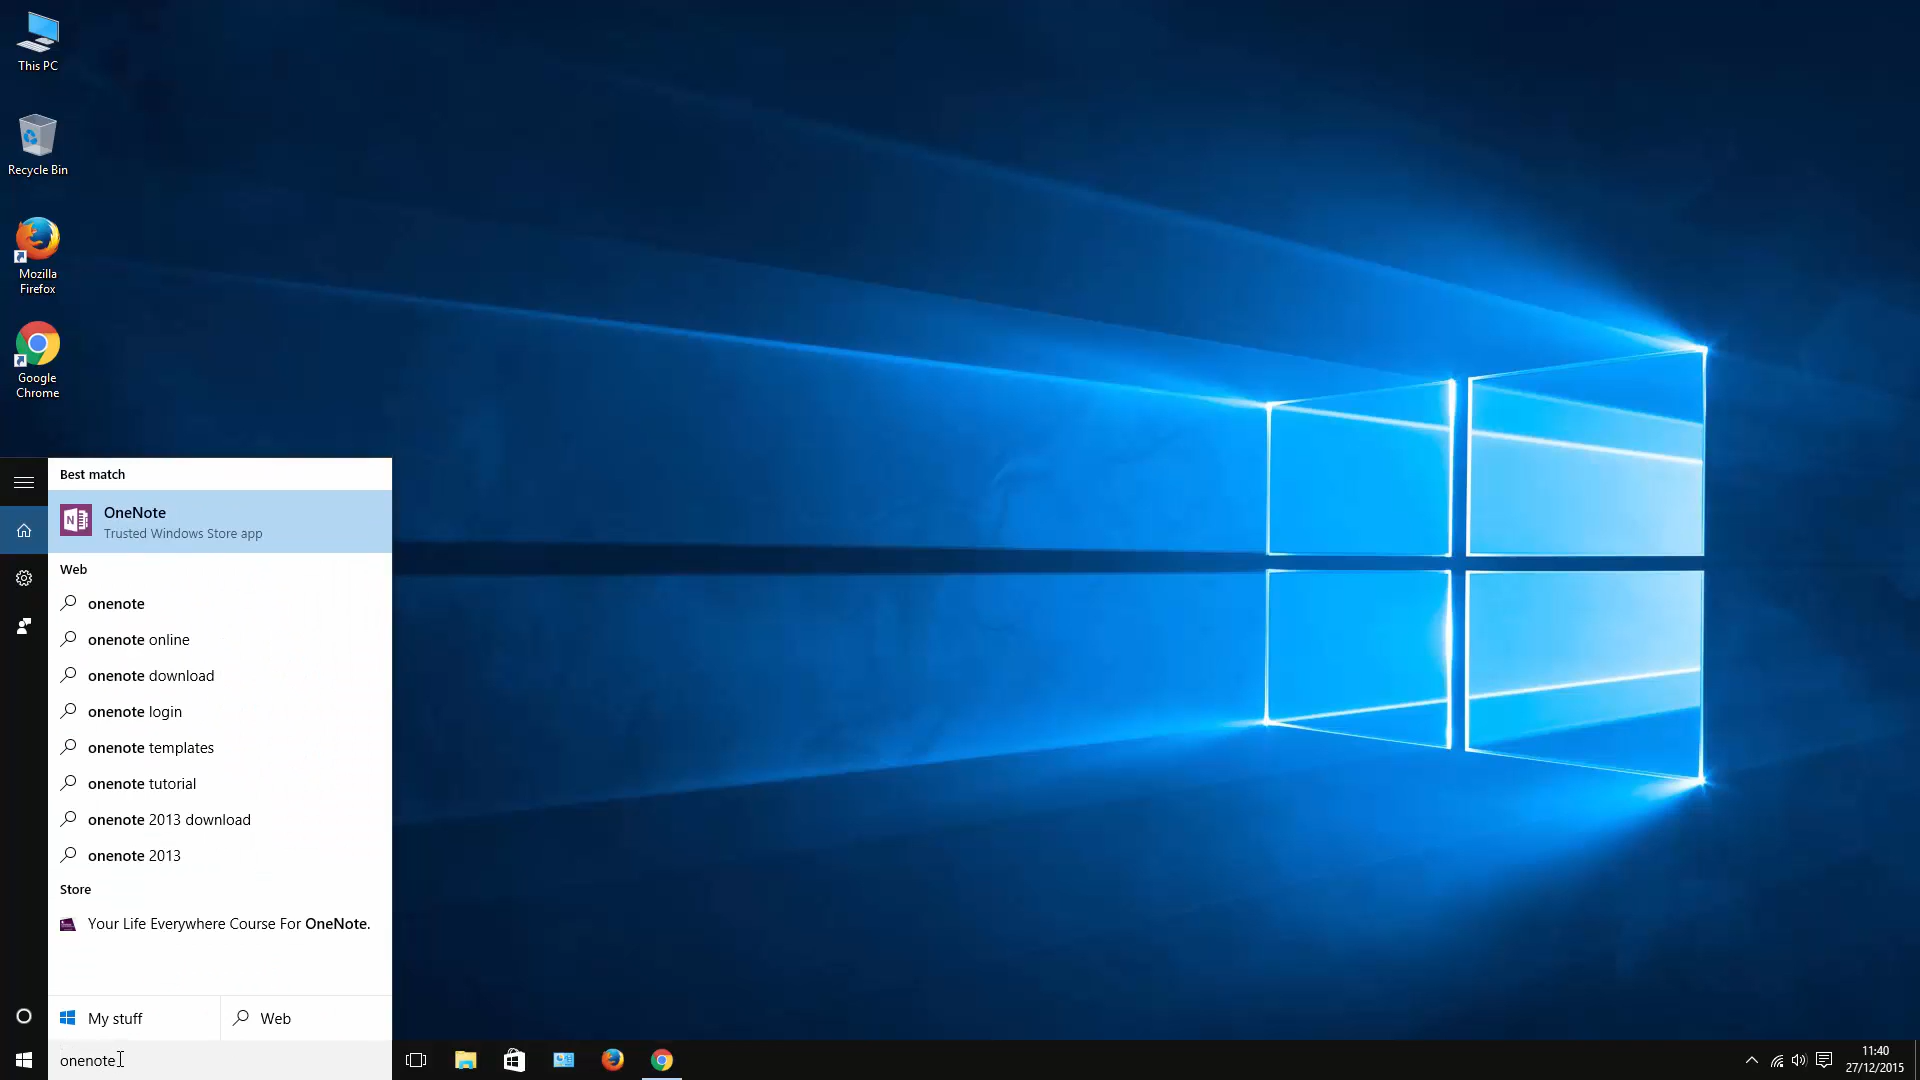 This PC
Recycle Bin
Mozilla
Firefox
Google
Chrome
Best match
OneNote
Trusted Windows Store app
Web
onenote
onenote online
onenote download
onenote login
onenote templates
onenote tutorial
onenote 2013 download
onenote 2013
Store
Your Life Everywhere Course For OneNote.
My stuff
Web
onenote
11:40
27/12/2015